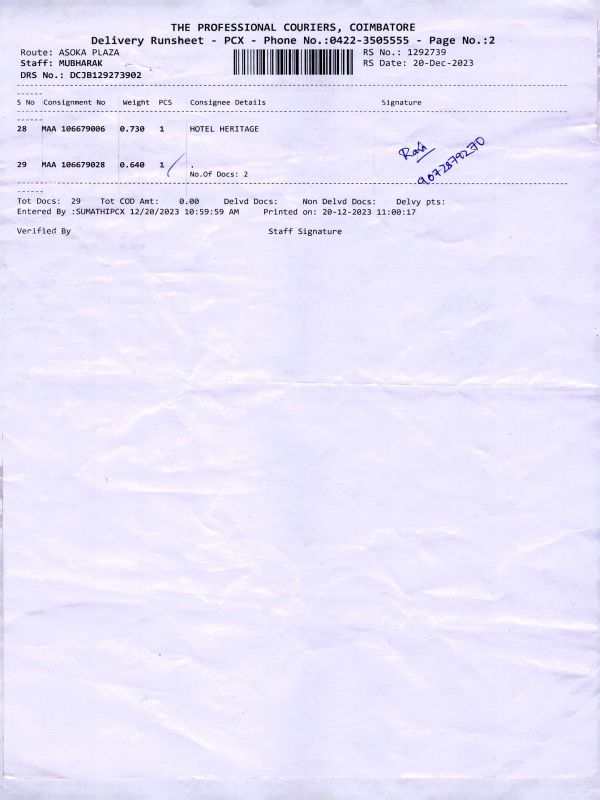 THE PROFESSIONAL COURIERS, COIMBATORE
Delivery Runsheet - PCX - Phone No.:0422-3505555 - Page No.:2
Route: ASOKA PLAZA RS No.: 1292739
Staff: MUBHARAK RS Date: 20-Dec-2023
DRS No.: DCJB129273902
S No Consignment No Weight PCS Consignee Details Signature
28 MAA 106679006 0.730 1 HOTEL HERITAGE
29 MAA 106679028 0.640 1 .
No.Of Docs: 2
Tot Docs: 29 Tot COD Amt: 0.00 Delvd Docs: Non Delvd Docs: Delvy pts:
Entered By :SUMATHIPCX 12/20/2023 10:59:59 AM Printed on: 20-12-2023 11:00:17
Verified By Staff Signature